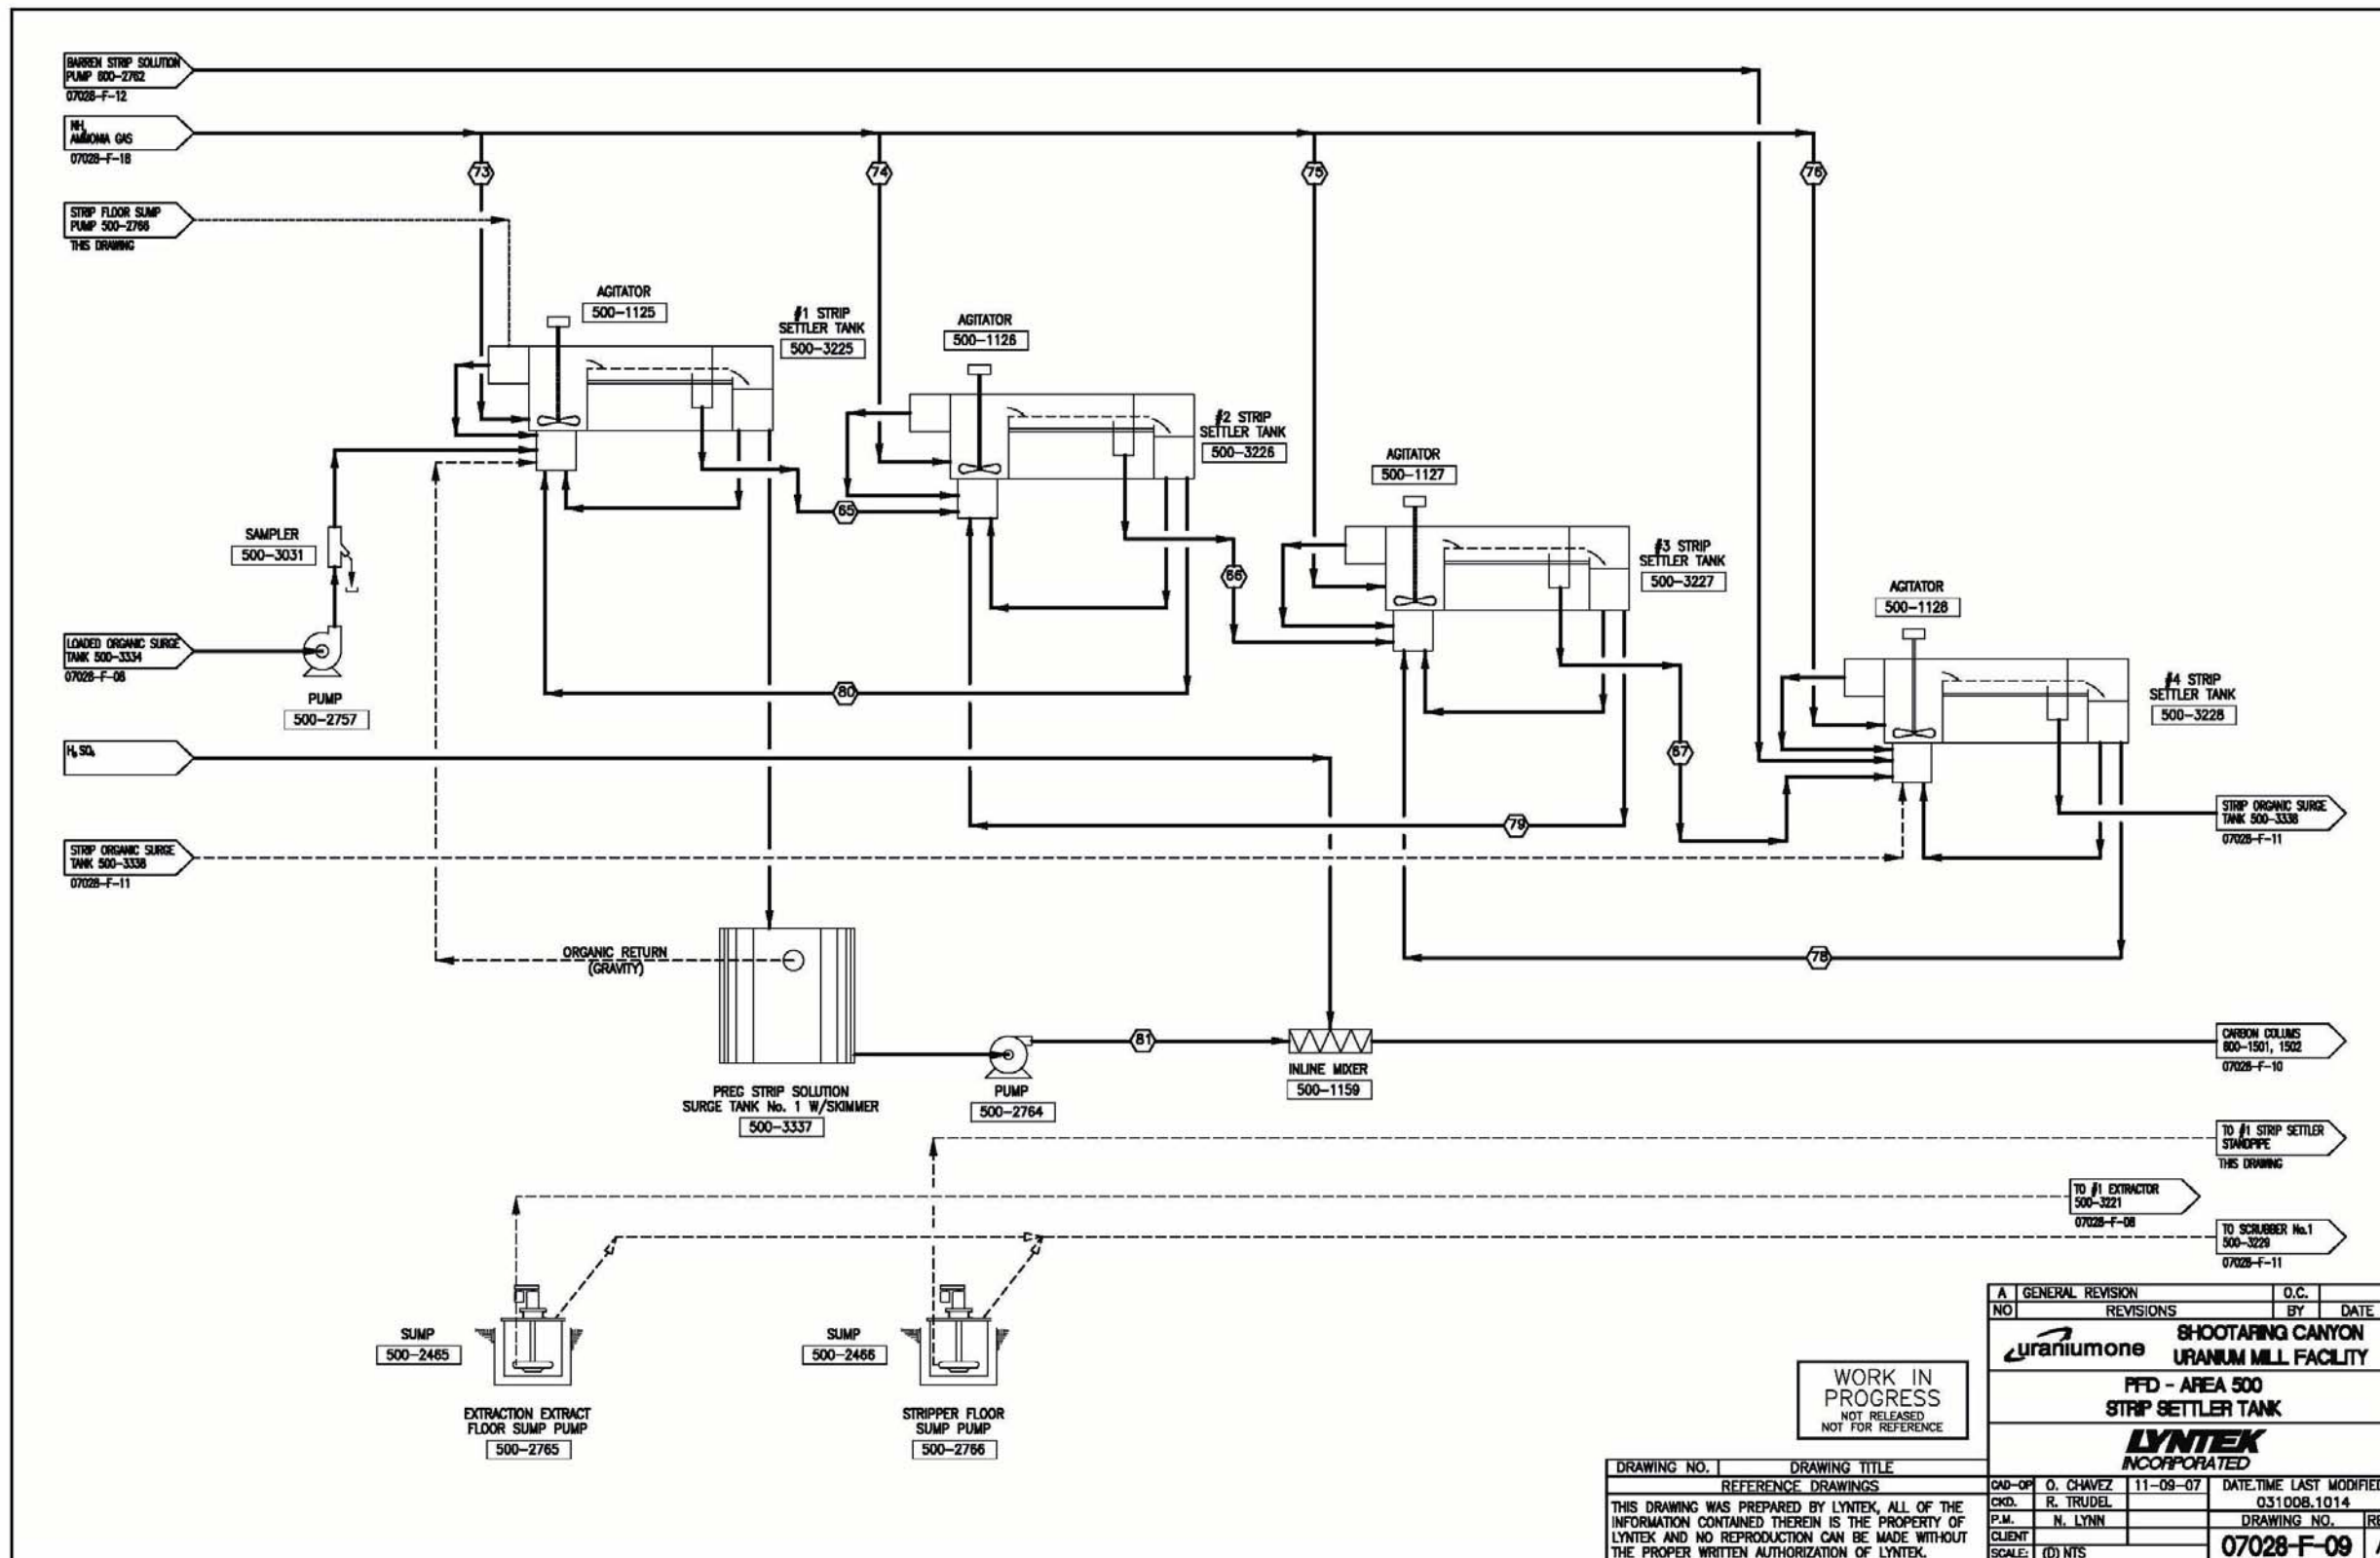 BARREN STRIP SOLUTION
PUMP 600-2762
07028-F-12
NH3
AMMONIA GAS
07028-F-18
STRIP FLOOR SUMP
PUMP 500-2766
THIS DRAWING
73
74
75
76
AGITATOR
500-1125
#1 STRIP
SETTLER TANK
500-3225
AGITATOR
500-1126
#2 STRIP
SETTLER TANK
500-3226
AGITATOR
500-1127
#3 STRIP
SETTLER TANK
500-3227
AGITATOR
500-1128
#4 STRIP
SETTLER TANK
500-3228
SAMPLER
500-3031
65
66
67
LOADED ORGANIC SURGE
TANK 500-3334
07028-F-08
PUMP
500-2757
80
H2SO4
79
STRIP ORGANIC SURGE
TANK 500-3338
07028-F-11
STRIP ORGANIC SURGE
TANK 500-3338
07028-F-11
ORGANIC RETURN
(GRAVITY)
78
81
PREG STRIP SOLUTION
SURGE TANK No. 1 W/SKIMMER
500-3337
PUMP
500-2764
INLINE MIXER
500-1159
CARBON COLUMS
600-1501, 1502
07028-F-10
TO #1 STRIP SETTLER
STANDPIPE
THIS DRAWING
TO #1 EXTRACTOR
500-3221
07028-F-08
TO SCRUBBER No.1
500-3229
07028-F-11
SUMP
500-2465
EXTRACTION EXTRACT
FLOOR SUMP PUMP
500-2765
SUMP
500-2466
STRIPPER FLOOR
SUMP PUMP
500-2766
WORK IN
PROGRESS
NOT RELEASED
NOT FOR REFERENCE
A GENERAL REVISION O.C.
NO REVISIONS BY DATE
uraniumone
SHOOTARING CANYON
URANIUM MILL FACILITY
PFD - AREA 500
STRIP SETTLER TANK
LYNTEK
INCORPORATED
DRAWING NO. DRAWING TITLE
REFERENCE DRAWINGS
THIS DRAWING WAS PREPARED BY LYNTEK, ALL OF THE
INFORMATION CONTAINED THEREIN IS THE PROPERTY OF
LYNTEK AND NO REPRODUCTION CAN BE MADE WITHOUT
THE PROPER WRITTEN AUTHORIZATION OF LYNTEK.
CAD-OP O. CHAVEZ 11-09-07 DATE.TIME LAST MODIFIED
CKD. R. TRUDEL 031008.1014
P.M. N. LYNN DRAWING NO.
CLIENT
SCALE: (D) NTS 07028-F-09